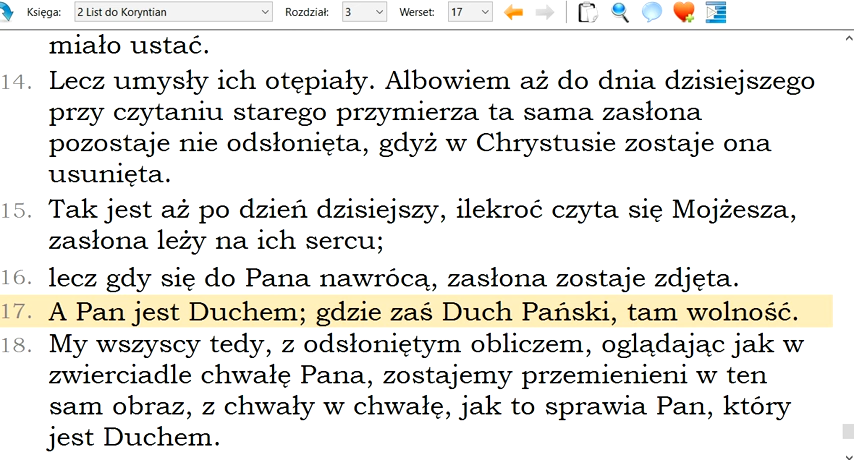 Księga: 2 List do Koryntian Rozdział: 3 Werset: 17
miało ustać.
14. Lecz umysły ich otępiały. Albowiem aż do dnia dzisiejszego
przy czytaniu starego przymierza ta sama zasłona
pozostaje nie odsłonięta, gdyż w Chrystusie zostaje ona
usunięta.
15. Tak jest aż po dzień dzisiejszy, ilekroć czyta się Mojżesza,
zasłona leży na ich sercu;
16. lecz gdy się do Pana nawrócą, zasłona zostaje zdjęta.
17. A Pan jest Duchem; gdzie zaś Duch Pański, tam wolność.
18. My wszyscy tedy, z odsłoniętym obliczem, oglądając jak w
zwierciadle chwałę Pana, zostajemy przemienieni w ten
sam obraz, z chwały w chwałę, jak to sprawia Pan, który
jest Duchem.